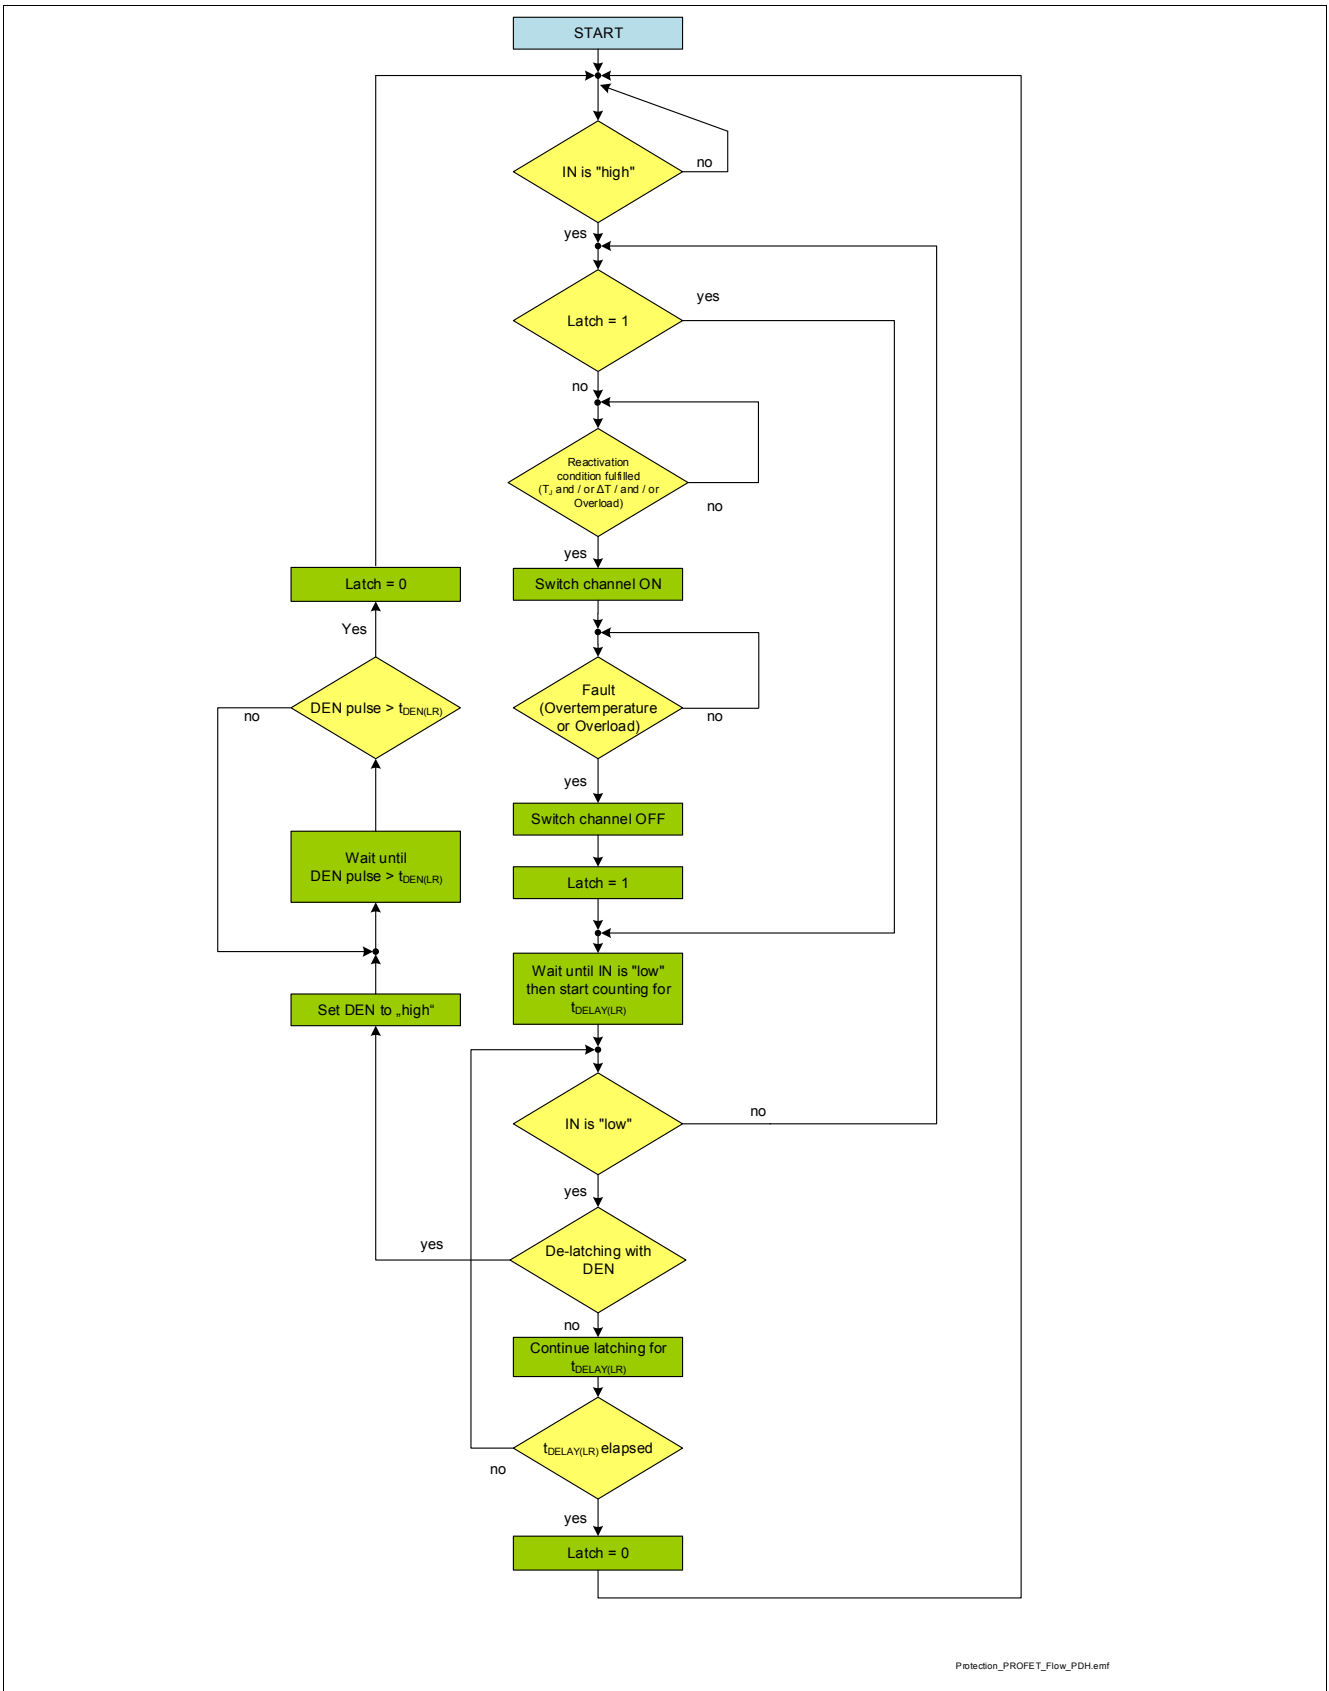 START
IN is "high"
no
yes
Latch = 1
yes
no
Reactivation
condition fulfilled
(TJ and / or ΔT / and / or
Overload)
no
yes
Switch channel ON
Latch = 0
Yes
DEN pulse > tDEN(LR)
no
Fault
(Overtemperature
or Overload)
no
yes
Switch channel OFF
Wait until
DEN pulse > tDEN(LR)
Latch = 1
Wait until IN is "low"
then start counting for
tDELAY(LR)
Set DEN to „high“
IN is "low"
no
yes
De-latching with
DEN
yes
no
Continue latching for
tDELAY(LR)
tDELAY(LR) elapsed
no
yes
Latch = 0
Protection_PROFET_Flow_PDH.emf